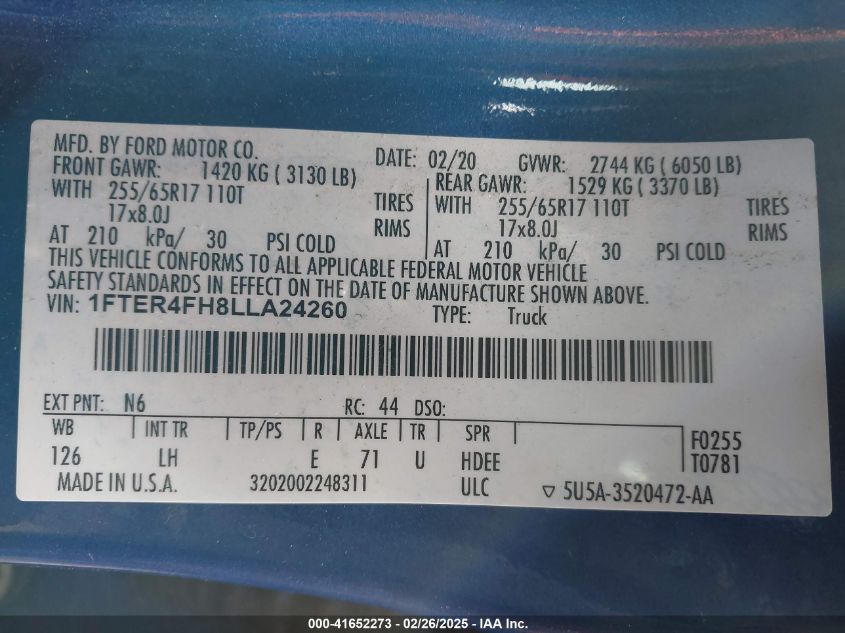 MFD. BY FORD MOTOR CO. DATE: 02/20 GVWR: 2744 KG ( 6050 LB)
FRONT GAWR: 1420 KG ( 3130 LB) REAR GAWR: 1529 KG ( 3370 LB)
WITH 255/65R17 110T TIRES WITH 255/65R17 110T TIRES
17x8.0J RIMS 17x8.0J RIMS
AT 210 kPa/ 30 PSI COLD AT 210 kPa/ 30 PSI COLD
THIS VEHICLE CONFORMS TO ALL APPLICABLE FEDERAL MOTOR VEHICLE
SAFETY STANDARDS IN EFFECT ON THE DATE OF MANUFACTURE SHOWN ABOVE.
VIN: 1FTER4FH8LLA24260 TYPE: Truck
EXT PNT: N6 RC: 44 DSO:
WB INT TR TP/PS R AXLE TR SPR F0255
126 LH E 71 U HDEE T0781
MADE IN U.S.A. 3202002248311 ULC ▽ 5U5A-3520472-AA
000-41652273 - 02/26/2025 - IAA Inc.